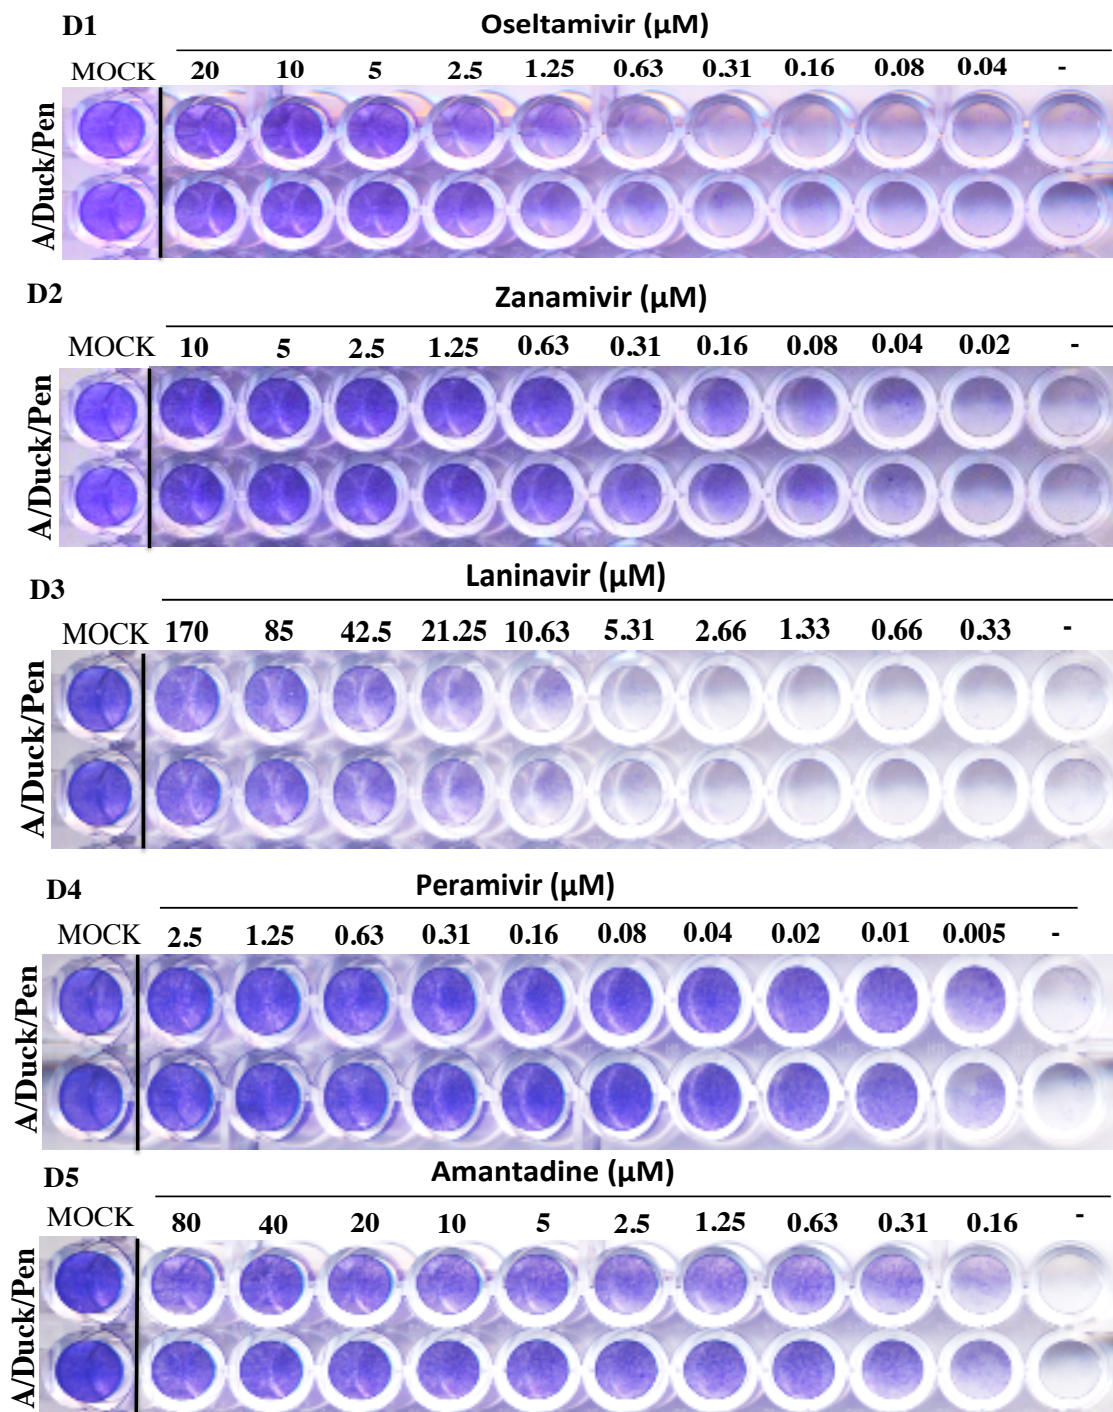 D1
Oseltamivir (μM)
MOCK 20 10 5 2.5 1.25 0.63 0.31 0.16 0.08 0.04 -
A/Duck/Pen
D2
Zanamivir (μM)
MOCK 10 5 2.5 1.25 0.63 0.31 0.16 0.08 0.04 0.02 -
A/Duck/Pen
D3
Laninavir (μM)
MOCK 170 85 42.5 21.25 10.63 5.31 2.66 1.33 0.66 0.33 -
A/Duck/Pen
D4
Peramivir (μM)
MOCK 2.5 1.25 0.63 0.31 0.16 0.08 0.04 0.02 0.01 0.005 -
A/Duck/Pen
D5
Amantadine (μM)
MOCK 80 40 20 10 5 2.5 1.25 0.63 0.31 0.16 -
A/Duck/Pen